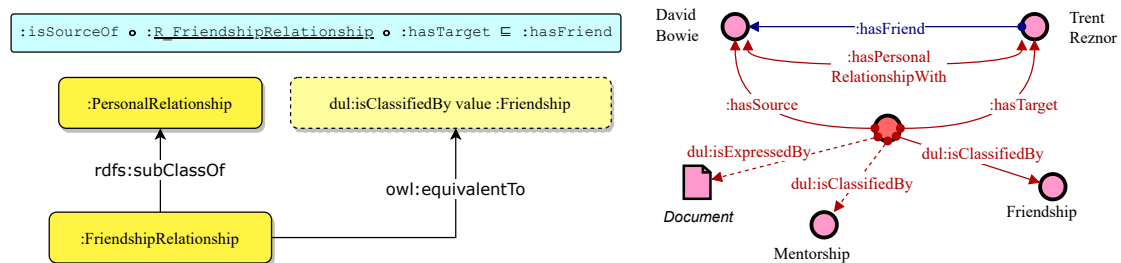 :isSourceOf o :R_FriendshipRelationship o :hasTarget ⊑ :hasFriend
:PersonalRelationship
dul:isClassifiedBy value :Friendship
rdfs:subClassOf
owl:equivalentTo
:FriendshipRelationship
David
Bowie
Trent
Reznor
:hasFriend
:hasPersonal
RelationshipWith
:hasSource
:hasTarget
dul:isExpressedBy
dul:isClassifiedBy
dul:isClassifiedBy
Document
Friendship
Mentorship